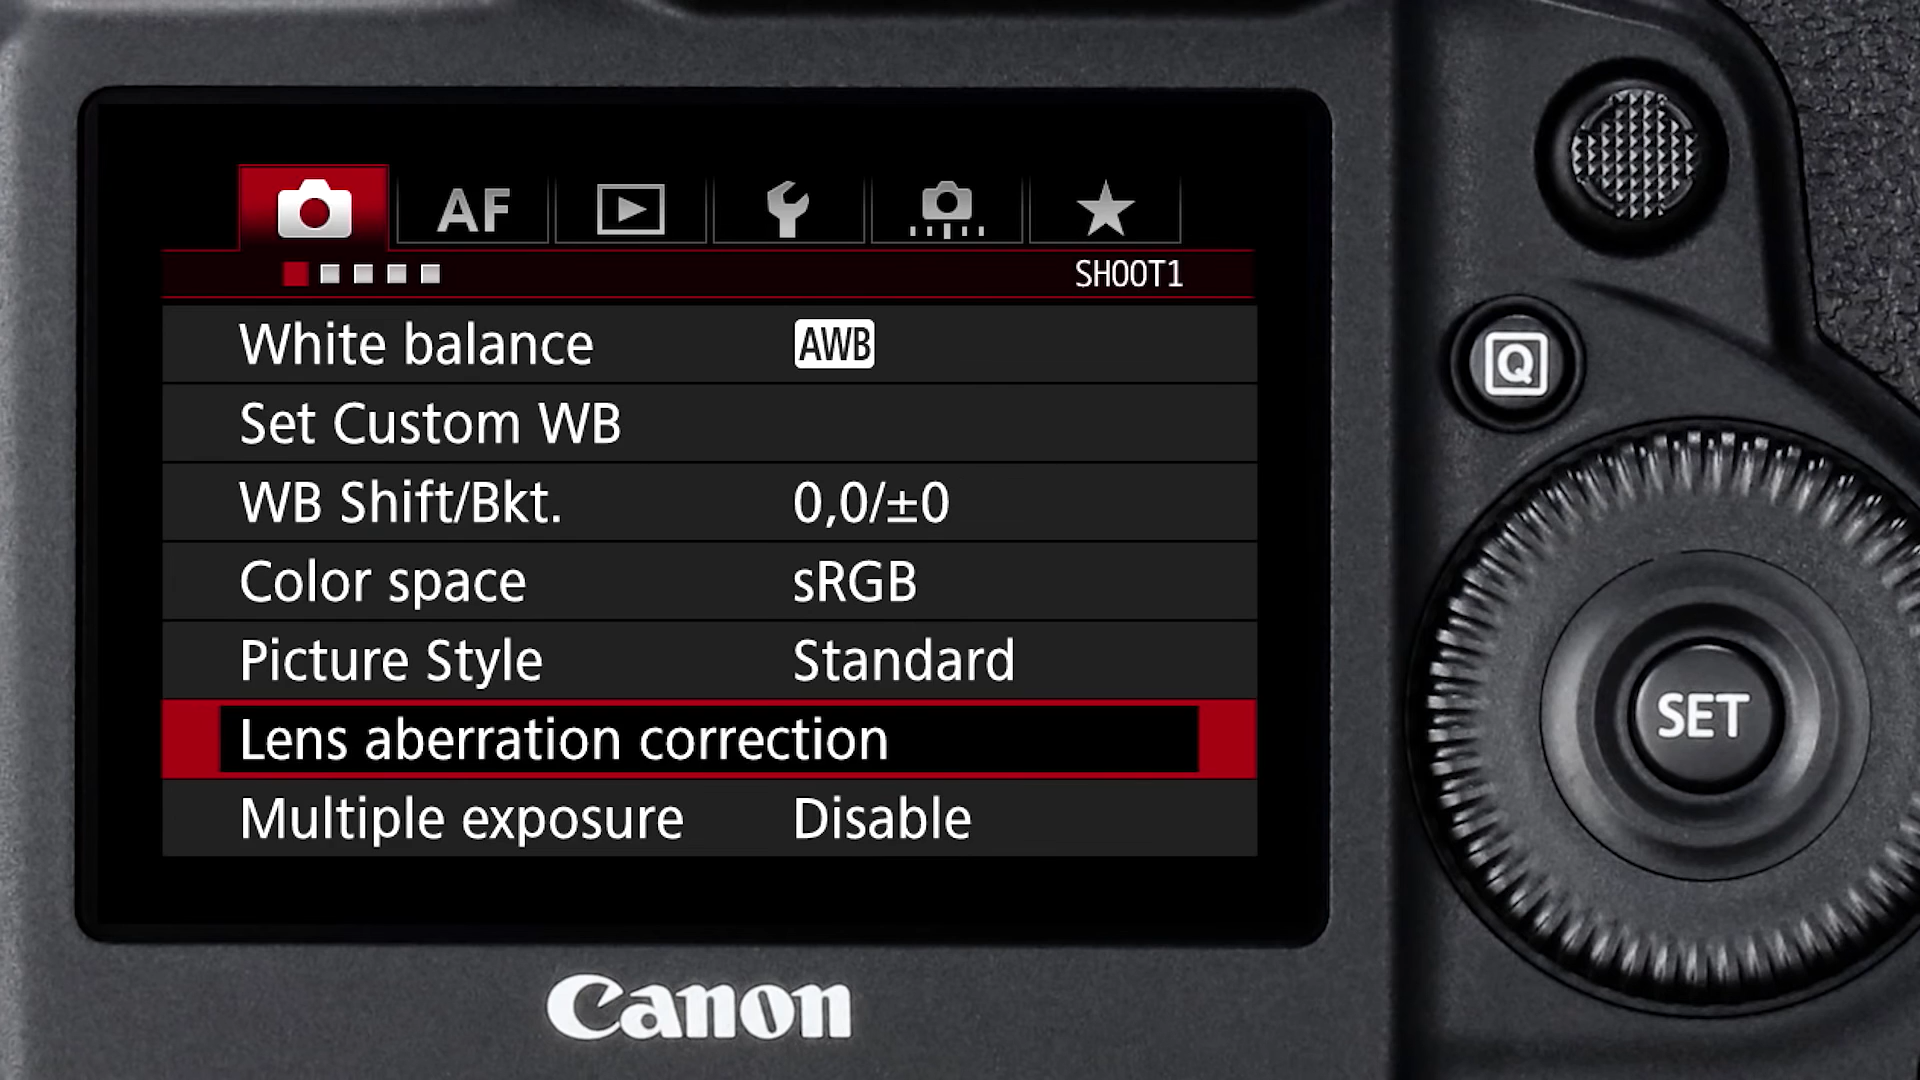 AF
SHOOT1
White balance AWB
Set Custom WB
WB Shift/Bkt. 0,0/±0
Color space sRGB
Picture Style Standard
Lens aberration correction
Multiple exposure Disable
Q
SET
Canon